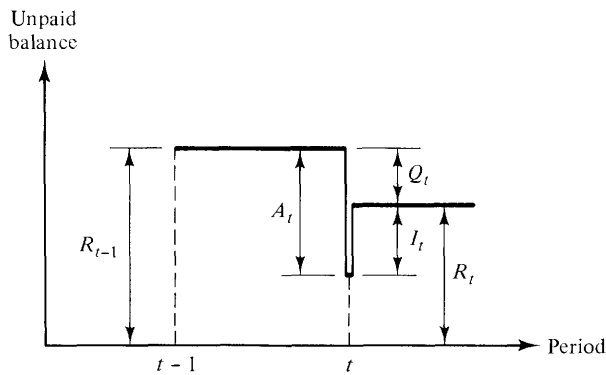 Unpaid
balance
Q_t
A_t
R_{t-1}
I_t
R_t
Period
t - 1
t